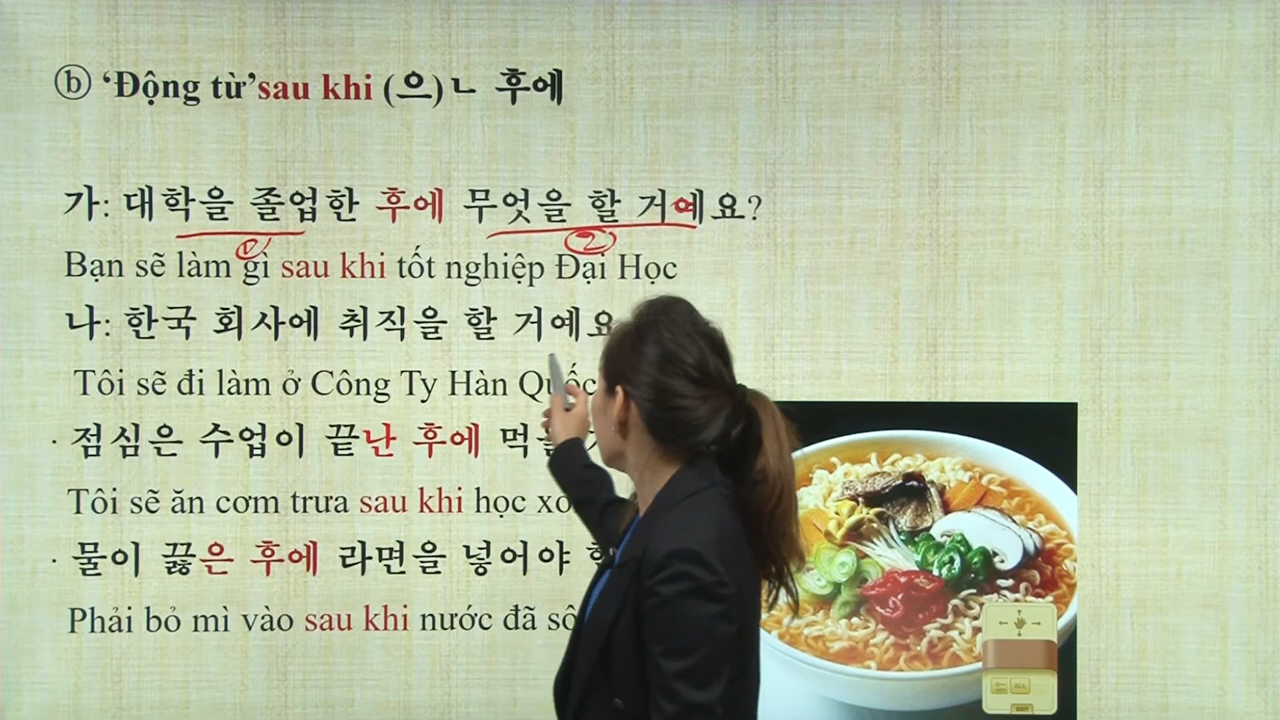 ⓑ ‘Động từ’sau khi (으)ㄴ 후에
가: 대학을 졸업한 후에 무엇을 할 거예요?
① ②
Bạn sẽ làm gì sau khi tốt nghiệp Đại Học
나: 한국 회사에 취직을 할 거예요
Tôi sẽ đi làm ở Công Ty Hàn Quốc
· 점심은 수업이 끝난 후에
Tôi sẽ ăn cơm trưa sau khi học
· 물이 끓은 후에 라면을 넣어야
Phải bỏ mì vào sau khi nước đã
EXIT